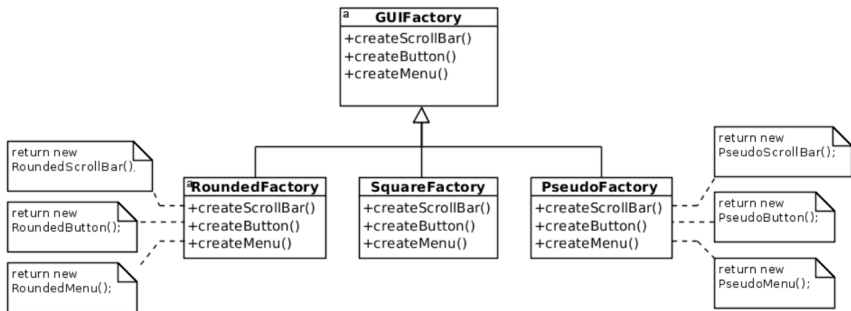 a
GUIFactory
+createScrollBar()
+createButton()
+createMenu()
return new
RoundedScrollBar().
return new
RoundedButton();
return new
RoundedMenu();
a
RoundedFactory
+createScrollBar()
+createButton()
+createMenu()
SquareFactory
+createScrollBar()
+createButton()
+createMenu()
PseudoFactory
+createScrollBar()
+createButton()
+createMenu()
return new
PseudoScrollBar();
return new
PseudoButton();
return new
PseudoMenu();